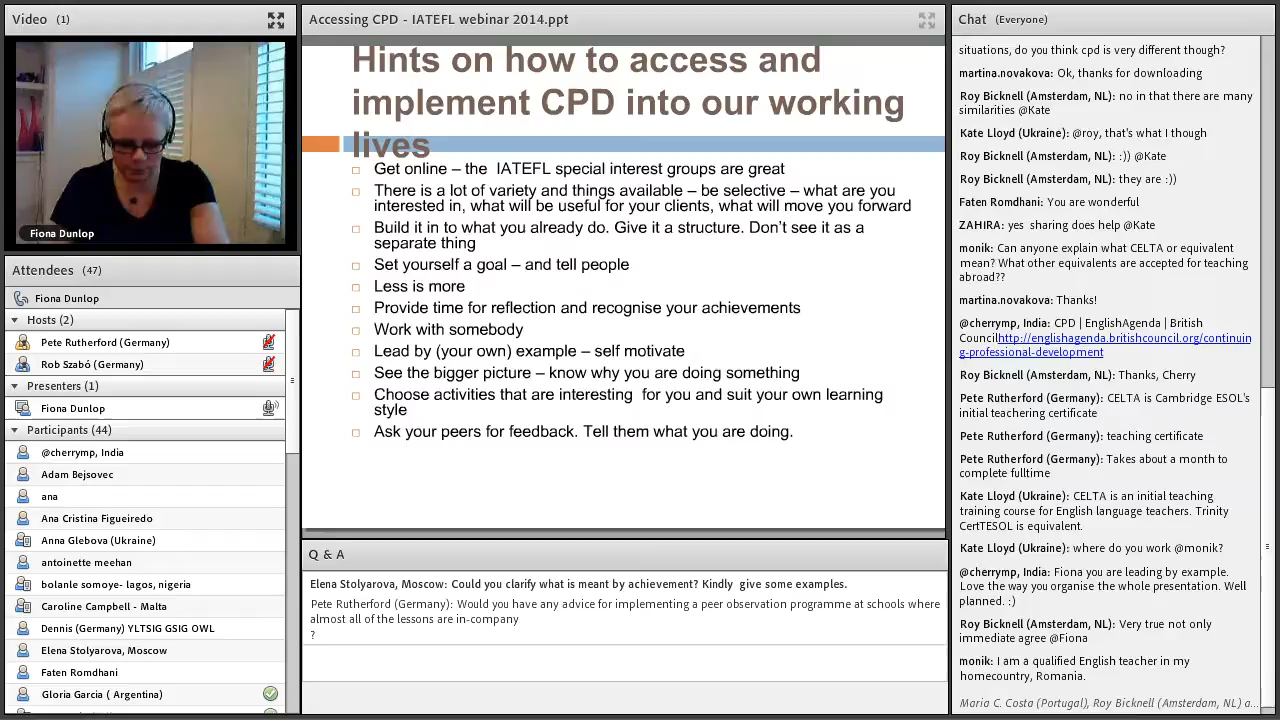 Video (1)
Fiona Dunlop
Attendees (47)
Fiona Dunlop
Hosts (2)
Pete Rutherford (Germany)
Rob Szabó (Germany)
Presenters (1)
Fiona Dunlop
Participants (44)
@cherrymp, India
Adam Bejsovec
ana
Ana Cristina Figueiredo
Anna Glebova (Ukraine)
antoinette meehan
bolanle somoye- lagos, nigeria
Caroline Campbell - Malta
Dennis (Germany) YLTSIG GSIG OWL
Elena Stolyarova, Moscow
Faten Romdhani
Gloria Garcia ( Argentina)
Accessing CPD - IATEFL webinar 2014.ppt
Hints on how to access and
implement CPD into our working
lives
Get online – the  IATEFL special interest groups are great
There is a lot of variety and things available – be selective – what are you
interested in, what will be useful for your clients, what will move you forward
Build it in to what you already do. Give it a structure. Don’t see it as a
separate thing
Set yourself a goal – and tell people
Less is more
Provide time for reflection and recognise your achievements
Work with somebody
Lead by (your own) example – self motivate
See the bigger picture – know why you are doing something
Choose activities that are interesting  for you and suit your own learning
style
Ask your peers for feedback. Tell them what you are doing.
Q & A
Elena Stolyarova, Moscow: Could you clarify what is meant by achievement? Kindly  give some examples.
Pete Rutherford (Germany): Would you have any advice for implementing a peer observation programme at schools where
almost all of the lessons are in-company
?
Chat (Everyone)
situations, do you think cpd is very different though?
martina.novakova: Ok, thanks for downloading
Roy Bicknell (Amsterdam, NL): no in that there are many
similarities @Kate
Kate Lloyd (Ukraine): @roy, that's what I though
Roy Bicknell (Amsterdam, NL): :)) @Kate
Roy Bicknell (Amsterdam, NL): they are :))
Faten Romdhani: You are wonderful
ZAHIRA: yes  sharing does help @Kate
monik: Can anyone explain what CELTA or equivalent
mean? What other equivalents are accepted for teaching
abroad??
martina.novakova: Thanks!
@cherrymp, India: CPD | EnglishAgenda | British
Councilhttp://englishagenda.britishcouncil.org/continuin
g-professional-development
Roy Bicknell (Amsterdam, NL): Thanks, Cherry
Pete Rutherford (Germany): CELTA is Cambridge ESOL's
initial teachering certificate
Pete Rutherford (Germany): teaching certificate
Pete Rutherford (Germany): Takes about a month to
complete fulltime
Kate Lloyd (Ukraine): CELTA is an initial teaching
training course for English language teachers. Trinity
CertTESOL is equivalent.
Kate Lloyd (Ukraine): where do you work @monik?
@cherrymp, India: Fiona you are leading by example.
Love the way you organise the whole presentation. Well
planned. :)
Roy Bicknell (Amsterdam, NL): Very true not only
immediate agree @Fiona
monik: I am a qualified English teacher in my
homecountry, Romania.
Maria C. Costa (Portugal), Roy Bicknell (Amsterdam, NL) a...